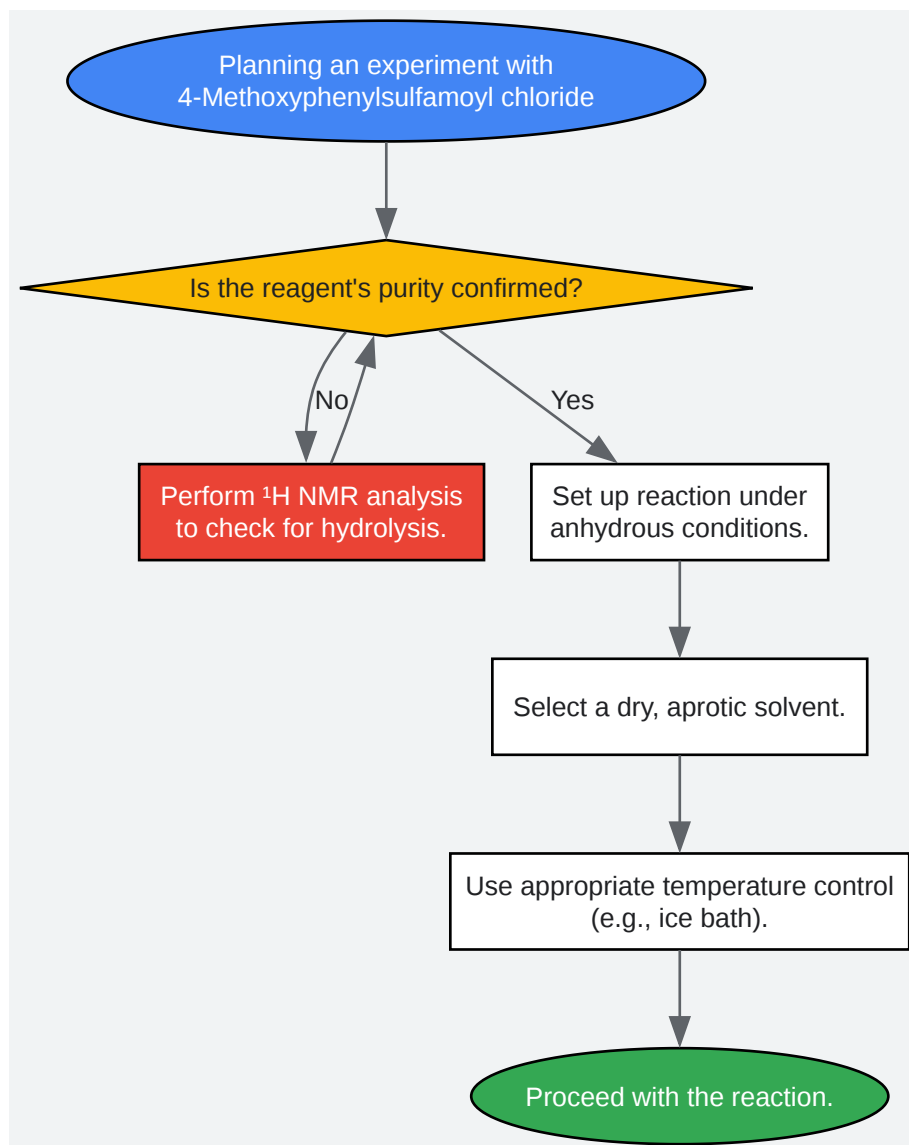 Planning an experiment with
4-Methoxyphenylsulfamoyl chloride
Is the reagent's purity confirmed?
No
Yes
Perform ¹H NMR analysis
to check for hydrolysis.
Set up reaction under
anhydrous conditions.
Select a dry, aprotic solvent.
Use appropriate temperature control
(e.g., ice bath).
Proceed with the reaction.